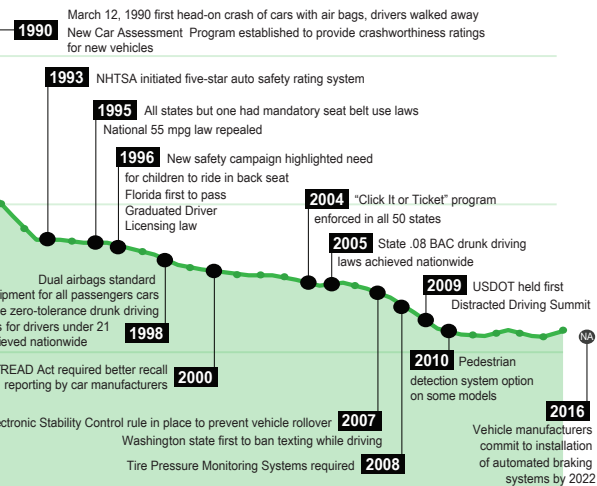 1990
March 12, 1990 first head-on crash of cars with air bags, drivers walked away
New Car Assessment Program established to provide crashworthiness ratings
for new vehicles
1993 NHTSA initiated five-star auto safety rating system
1995 All states but one had mandatory seat belt use laws
National 55 mpg law repealed
1996 New safety campaign highlighted need
for children to ride in back seat
Florida first to pass
Graduated Driver
Licensing law
2004 “Click It or Ticket” program
enforced in all 50 states
2005 State .08 BAC drunk driving
laws achieved nationwide
2009 USDOT held first
Distracted Driving Summit
Dual airbags standard
for all passengers cars
zero-tolerance drunk driving
for drivers under 21
nationwide
1998
NA
2010 Pedestrian
detection system option
on some models
Act required better recall
reporting by car manufacturers
2000
2016
Vehicle manufacturers
commit to installation
of automated braking
systems by 2022
Stability Control rule in place to prevent vehicle rollover 2007
Washington state first to ban texting while driving
Tire Pressure Monitoring Systems required 2008